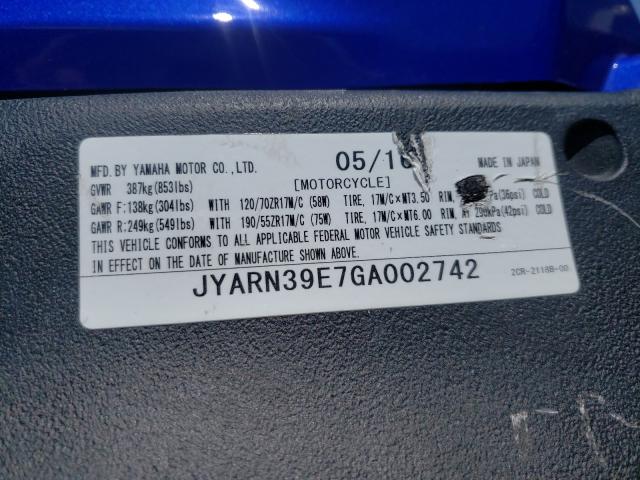 MFD. BY YAMAHA MOTOR CO.,LTD. 05/16 MADE IN JAPAN
GVWR 387kg(853lbs) [MOTORCYCLE]
GAWR F:138kg(304lbs) WITH 120/70ZR17M/C (58W) TIRE, 17M/C×MT3.50 RIM, (36psi) COLD
GAWR R:249kg(549lbs) WITH 190/55ZR17M/C (75W) TIRE, 17M/C×MT6.00 RIM, AT 290kPa(42psi) COLD
THIS VEHICLE CONFORMS TO ALL APPLICABLE FEDERAL MOTOR VEHICLE SAFETY STANDARDS
IN EFFECT ON THE DATE OF MANUFACTURE SHOWN ABOVE.
JYARN39E7GA002742 2CR-2118B-00